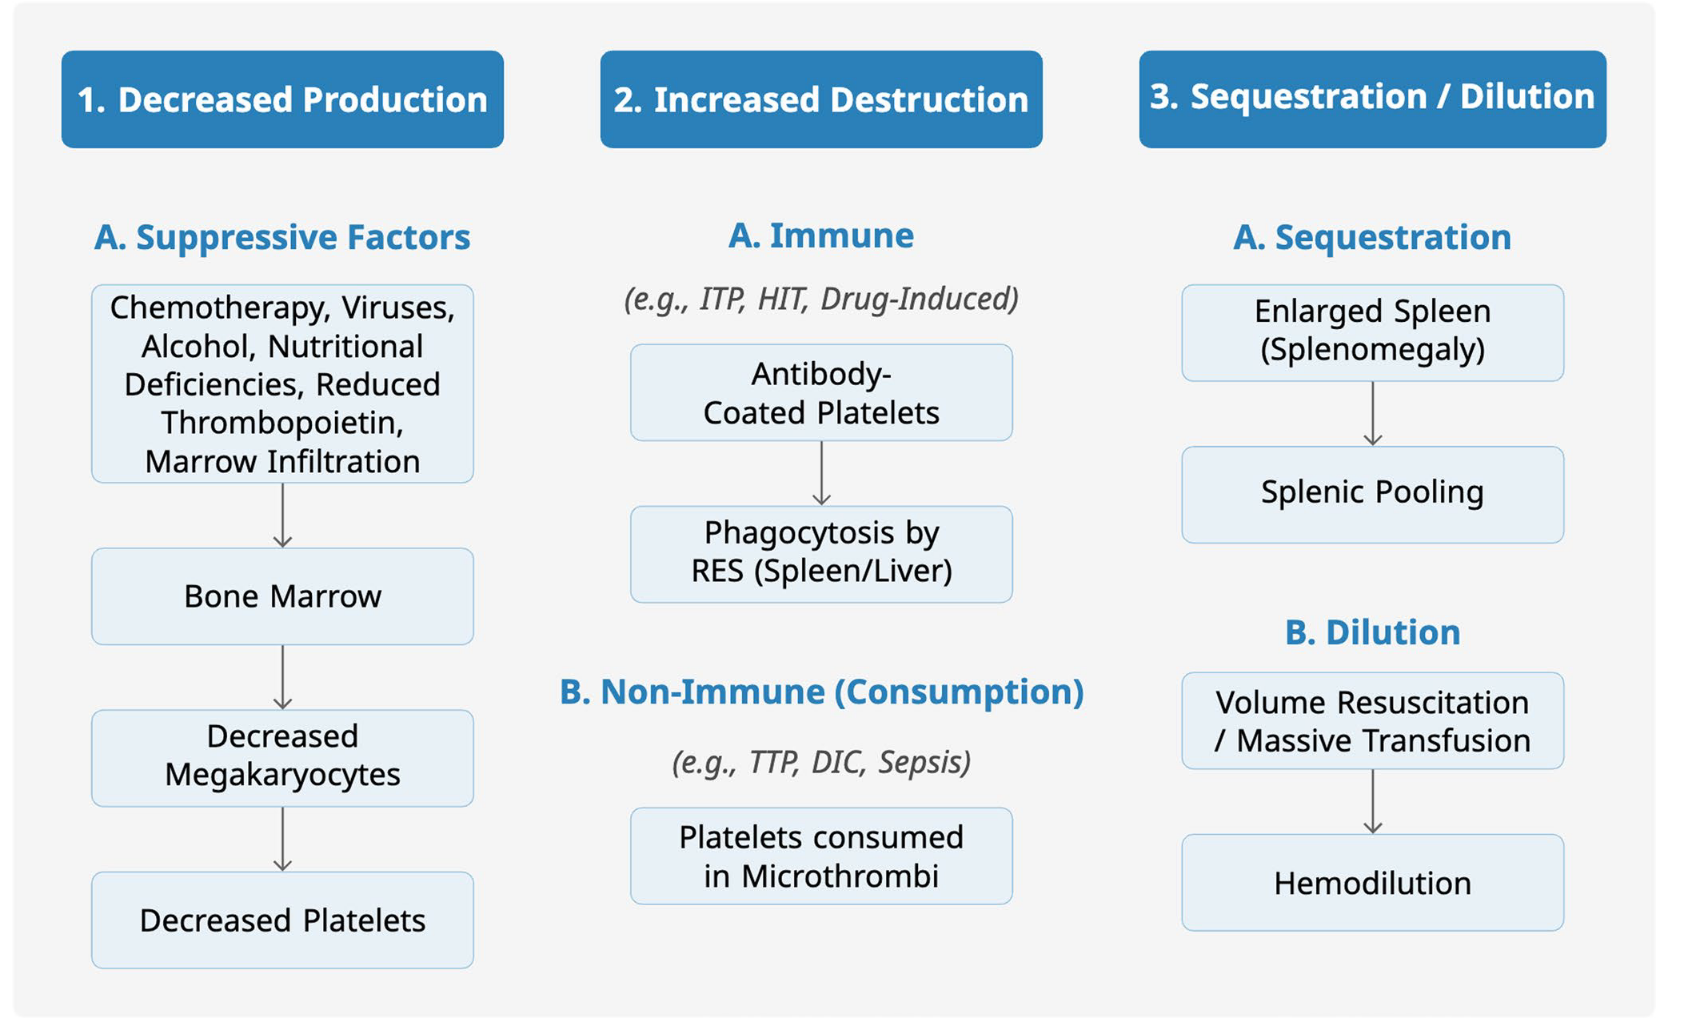 1. Decreased Production
A. Suppressive Factors
Chemotherapy, Viruses,
Alcohol, Nutritional
Deficiencies, Reduced
Thrombopoietin,
Marrow Infiltration
Bone Marrow
Decreased
Megakaryocytes
Decreased Platelets
2. Increased Destruction
A. Immune
(e.g., ITP, HIT, Drug-Induced)
Antibody-
Coated Platelets
Phagocytosis by
RES (Spleen/Liver)
B. Non-Immune (Consumption)
(e.g., TTP, DIC, Sepsis)
Platelets consumed
in Microthrombi
3. Sequestration / Dilution
A. Sequestration
Enlarged Spleen
(Splenomegaly)
Splenic Pooling
B. Dilution
Volume Resuscitation
/ Massive Transfusion
Hemodilution